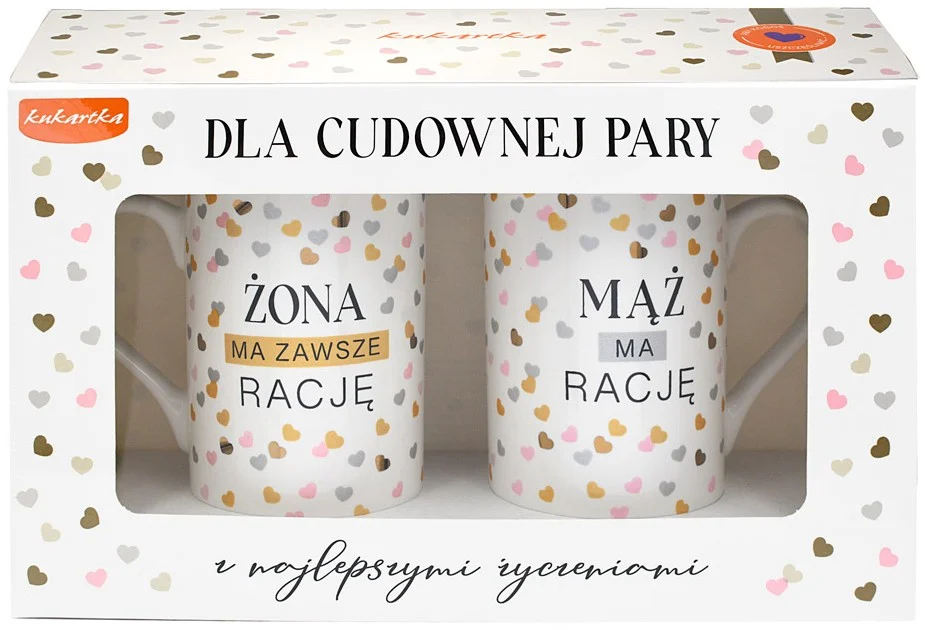 kukartka
kukartka
DLA CUDOWNEJ PARY
ŻONA
MA ZAWSZE
RACJĘ
MĄŻ
MA
RACJĘ
z najlepszymi życzeniami